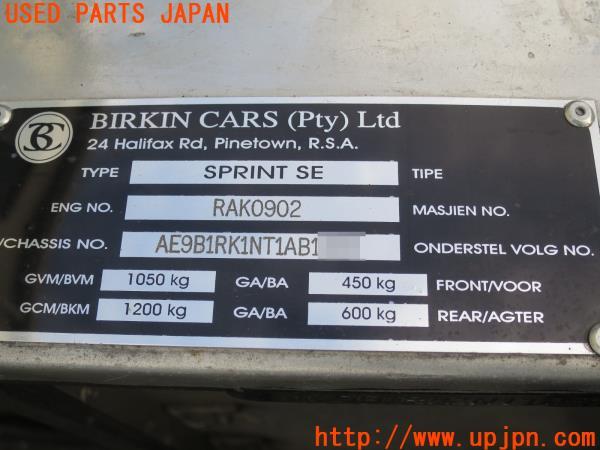 USED PARTS JAPAN
BC BIRKIN CARS (Pty) Ltd
24 Halifax Rd, Pinetown, R.S.A.
TYPE SPRINT SE TIPE
ENG NO. RAK0902 MASJIEN NO.
/CHASSIS NO. AE9B1RK1NT1AB1 ONDERSTEL VOLG NO.
GVM/BVM 1050 kg GA/BA 450 kg FRONT/VOOR
GCM/BKM 1200 kg GA/BA 600 kg REAR/AGTER
UPJ http://www.upjpn.com/